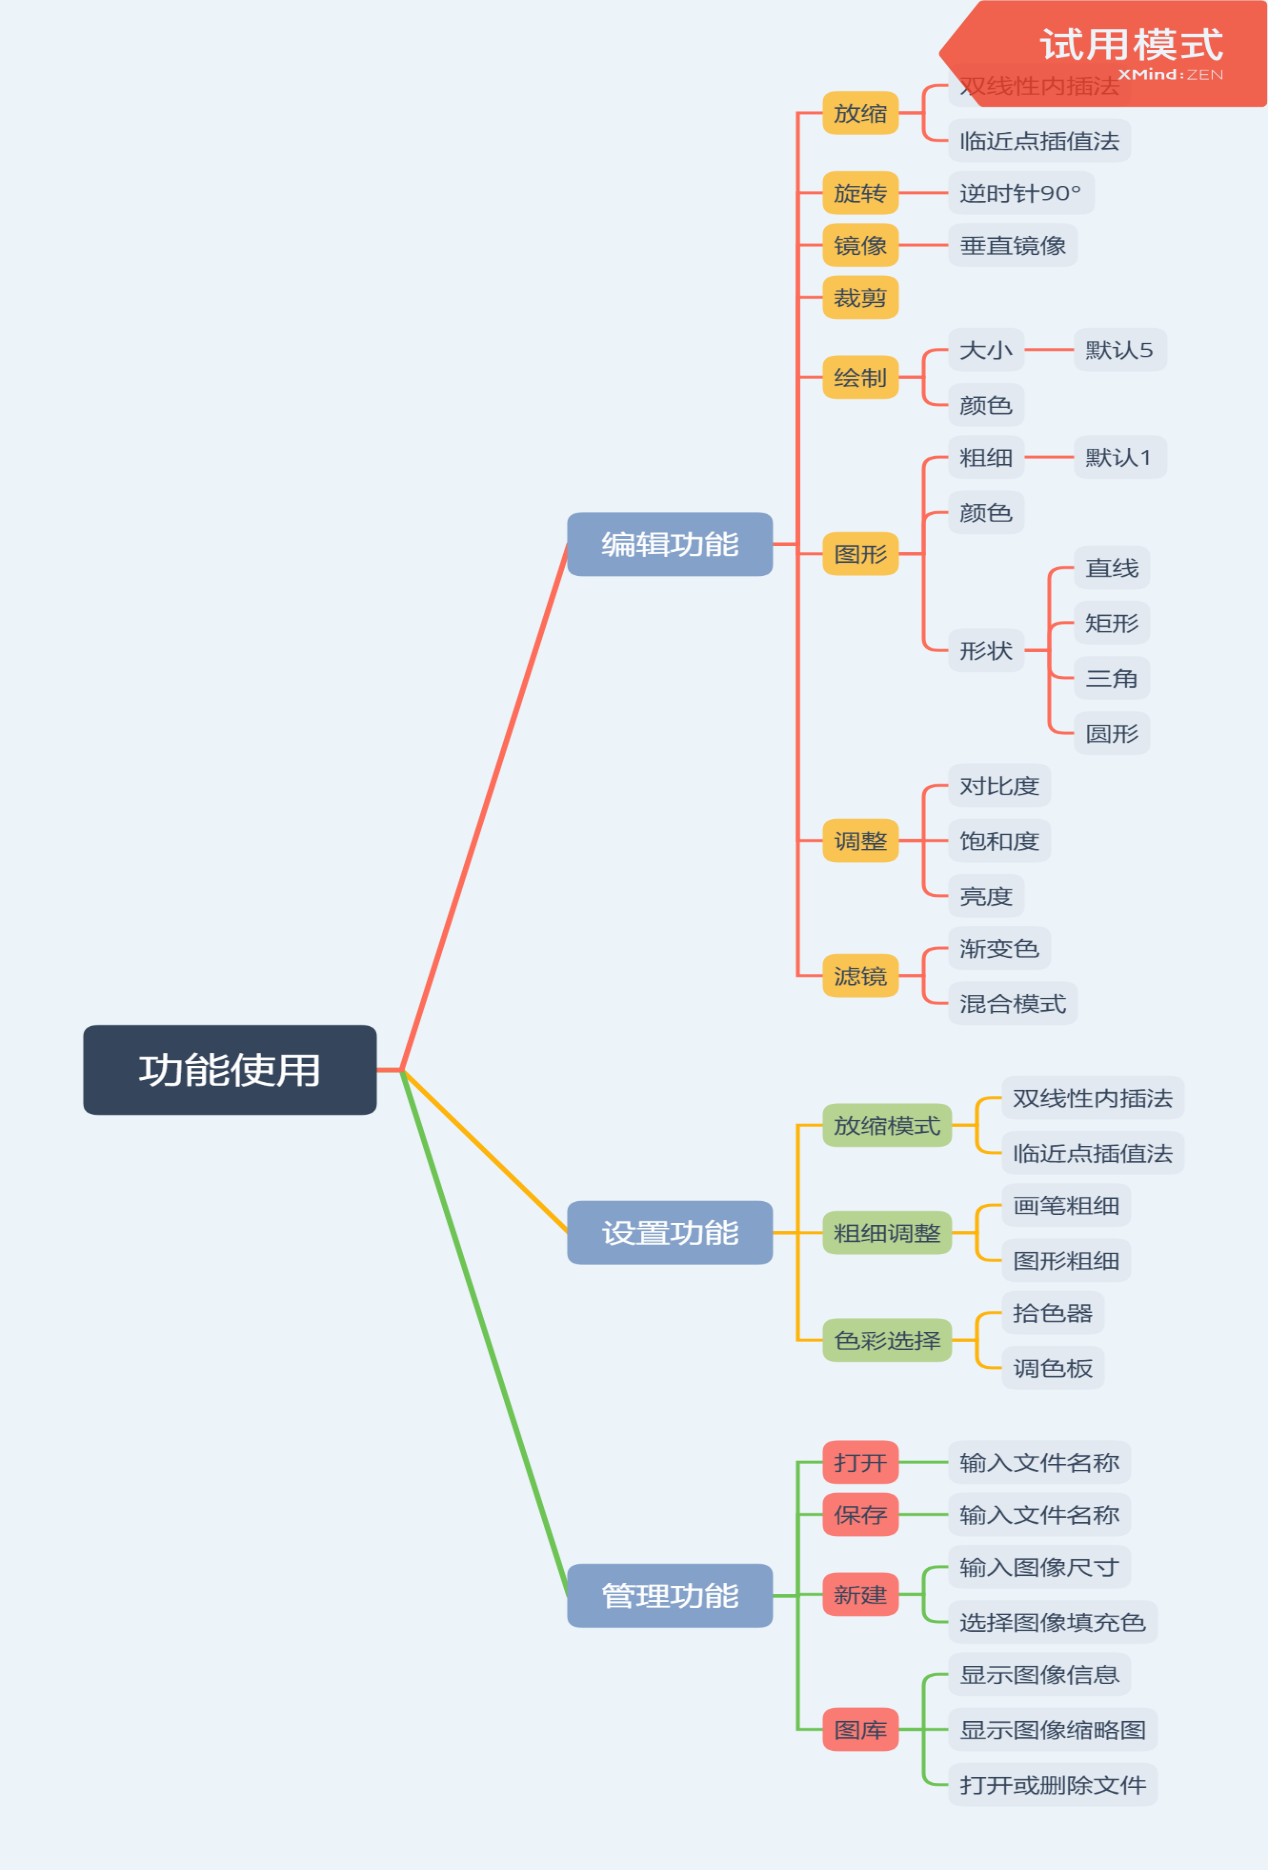 试用模式
XMind:ZEN
功能使用
编辑功能
放缩
双线性内插法
临近点插值法
旋转
逆时针90°
镜像
垂直镜像
裁剪
绘制
大小
默认5
颜色
图形
粗细
默认1
颜色
形状
直线
矩形
三角
圆形
调整
对比度
饱和度
亮度
滤镜
渐变色
混合模式
设置功能
放缩模式
双线性内插法
临近点插值法
粗细调整
画笔粗细
图形粗细
色彩选择
拾色器
调色板
管理功能
打开
输入文件名称
保存
输入文件名称
新建
输入图像尺寸
选择图像填充色
图库
显示图像信息
显示图像缩略图
打开或删除文件